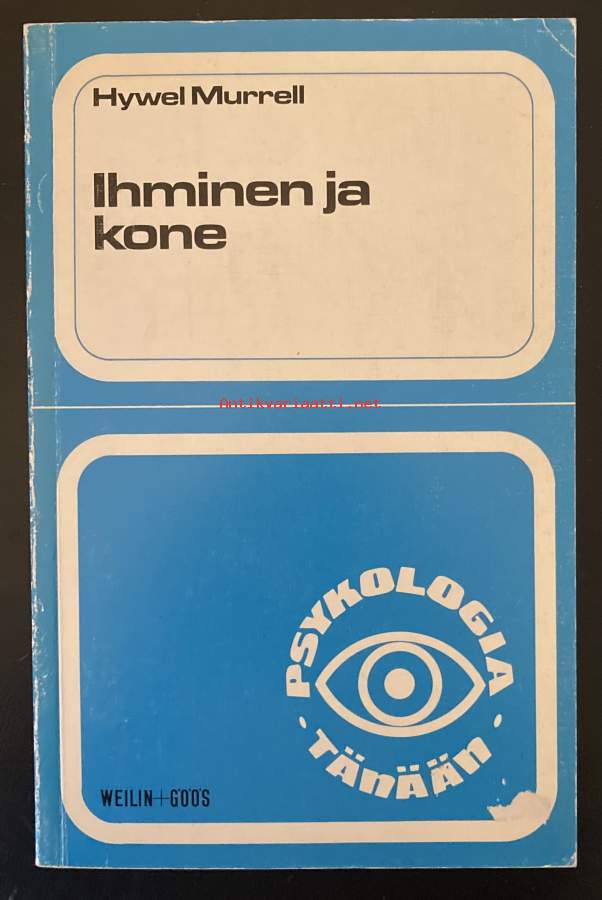 Hywel Murrell
Ihminen ja
kone
Antikvariaatti.net
PSYKOLOGIA
· TÄNÄÄN ·
WEILIN+GÖÖS